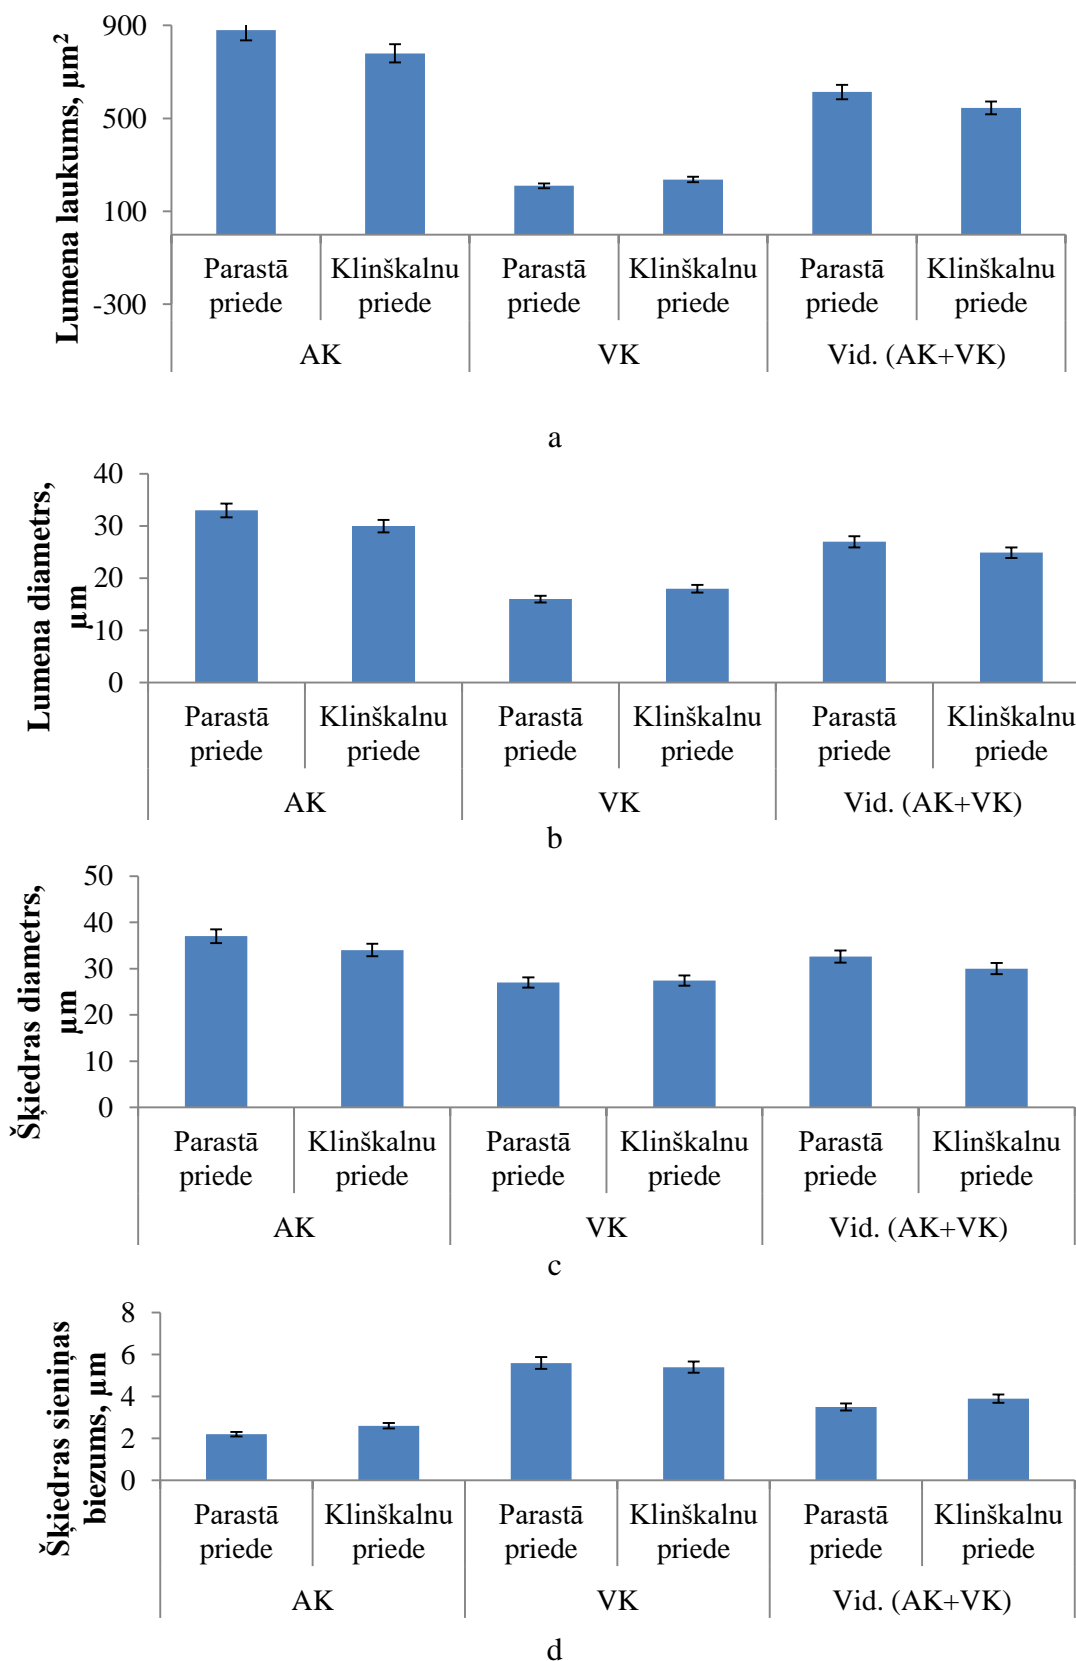 Lumena laukums, µm²
900
500
100
-300
Parastā priede
Klinškalnu priede
Parastā priede
Klinškalnu priede
Parastā priede
Klinškalnu priede
AK
VK
Vid. (AK+VK)
a
Lumena diametrs,
µm
40
30
20
10
0
Parastā priede
Klinškalnu priede
Parastā priede
Klinškalnu priede
Parastā priede
Klinškalnu priede
AK
VK
Vid. (AK+VK)
b
Šķiedras diametrs,
µm
50
40
30
20
10
0
Parastā priede
Klinškalnu priede
Parastā priede
Klinškalnu priede
Parastā priede
Klinškalnu priede
AK
VK
Vid. (AK+VK)
c
Šķiedras sieniņas
biezums, µm
8
6
4
2
0
Parastā priede
Klinškalnu priede
Parastā priede
Klinškalnu priede
Parastā priede
Klinškalnu priede
AK
VK
Vid. (AK+VK)
d